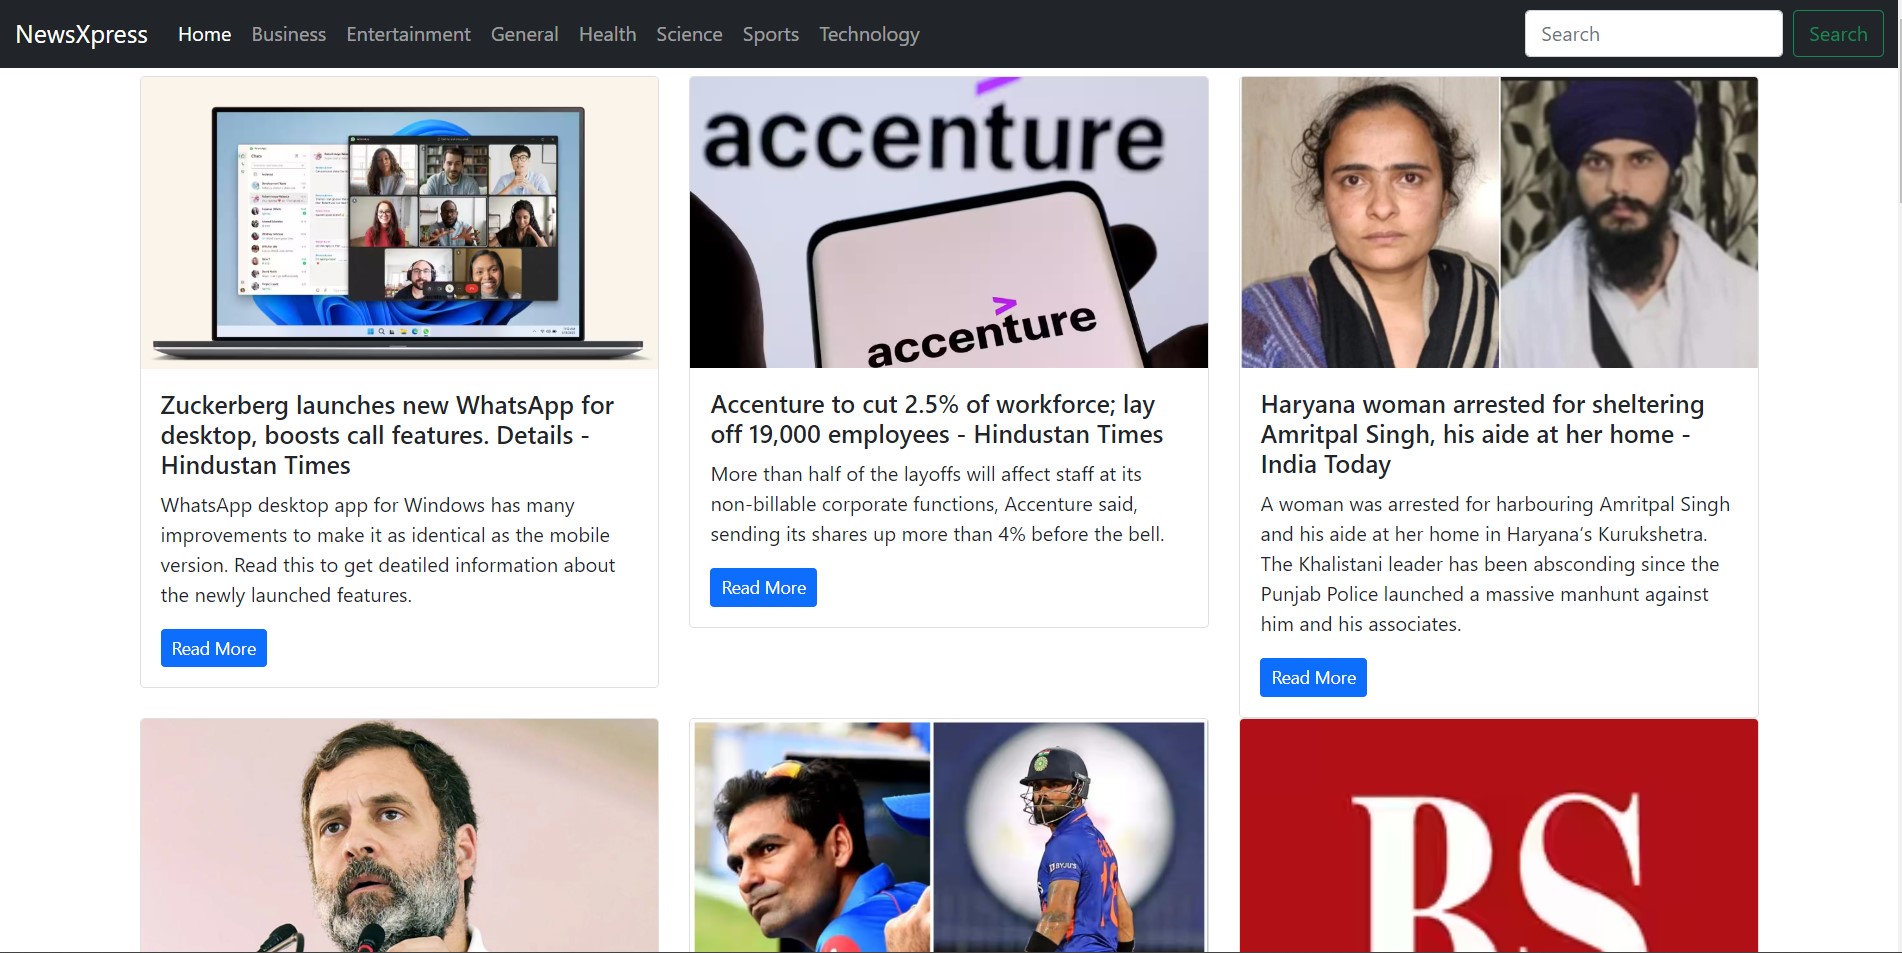 NewsXpress Home Business Entertainment General Health Science Sports Technology Search Search
accenture
accenture
Zuckerberg launches new WhatsApp for
desktop, boosts call features. Details -
Hindustan Times
WhatsApp desktop app for Windows has many
improvements to make it as identical as the mobile
version. Read this to get deatiled information about
the newly launched features.
Read More
Accenture to cut 2.5% of workforce; lay
off 19,000 employees - Hindustan Times
More than half of the layoffs will affect staff at its
non-billable corporate functions, Accenture said,
sending its shares up more than 4% before the bell.
Read More
Haryana woman arrested for sheltering
Amritpal Singh, his aide at her home -
India Today
A woman was arrested for harbouring Amritpal Singh
and his aide at her home in Haryana’s Kurukshetra.
The Khalistani leader has been absconding since the
Punjab Police launched a massive manhunt against
him and his associates.
Read More
BYJU'S
18
BS